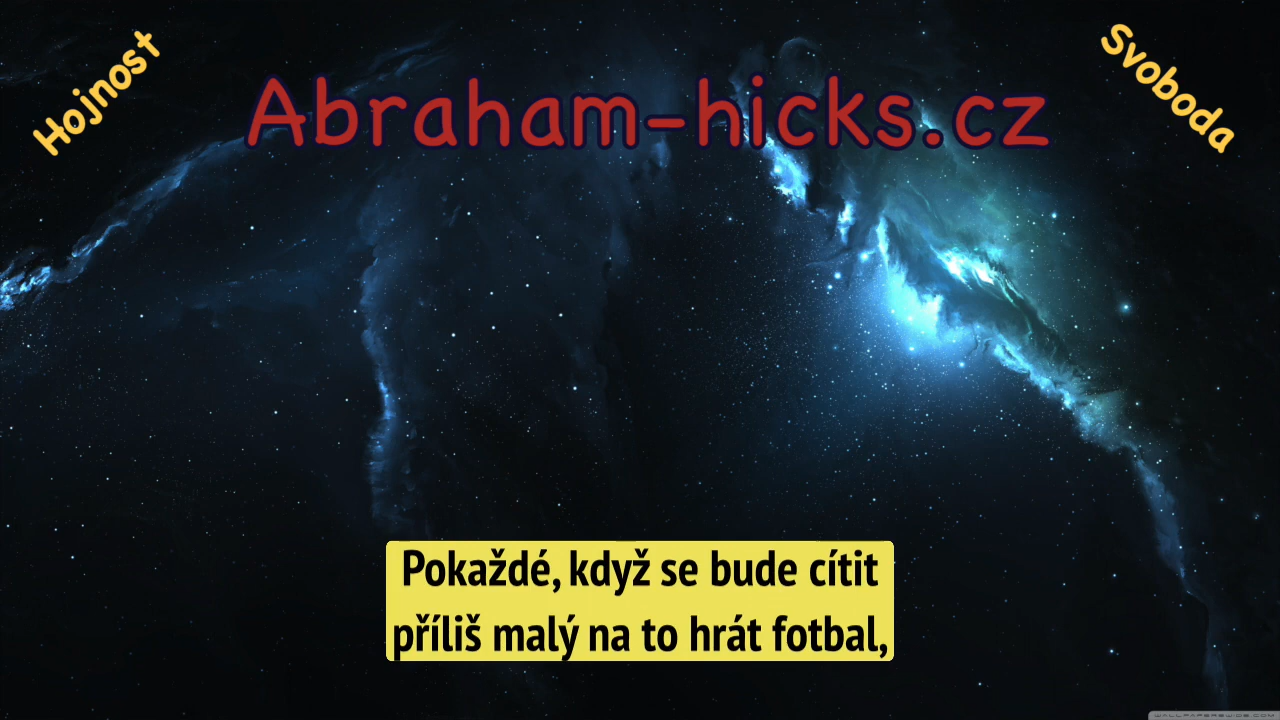 Hojnost
Svoboda
Abraham-hicks.cz
Pokaždé, když se bude cítit
příliš malý na to hrát fotbal,